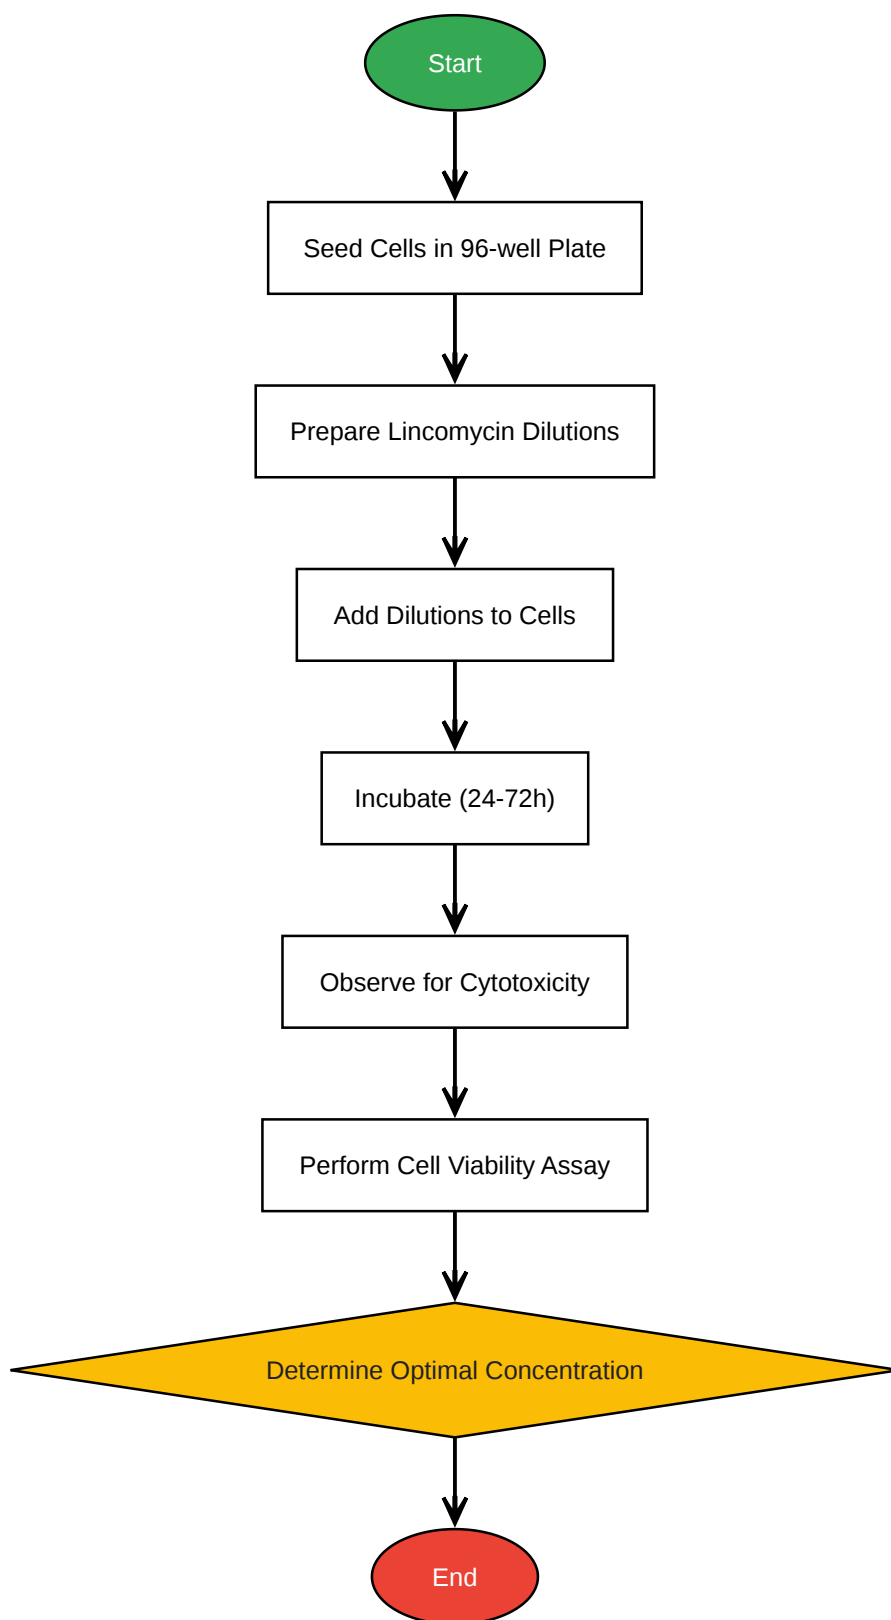 Start
Seed Cells in 96-well Plate
Prepare Lincomycin Dilutions
Add Dilutions to Cells
Incubate (24-72h)
Observe for Cytotoxicity
Perform Cell Viability Assay
Determine Optimal Concentration
End